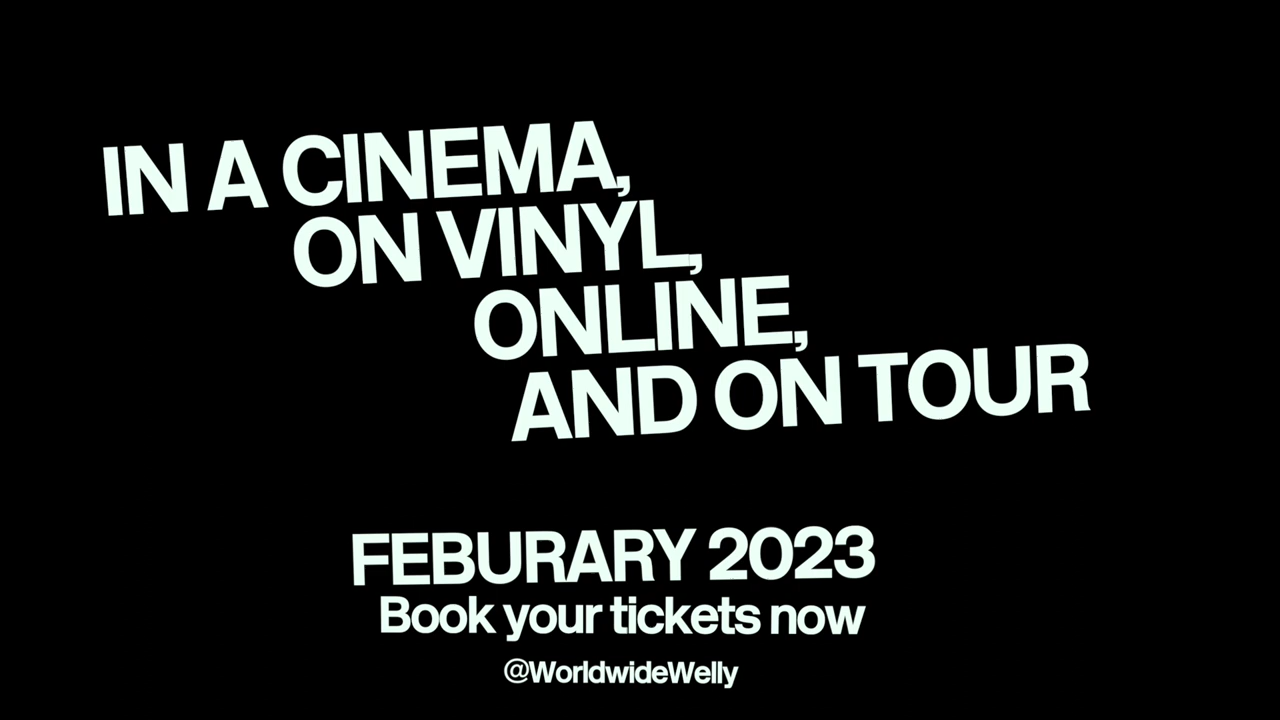 IN A CINEMA,
ON VINYL,
ONLINE,
AND ON TOUR
FEBURARY 2023
Book your tickets now
@WorldwideWelly